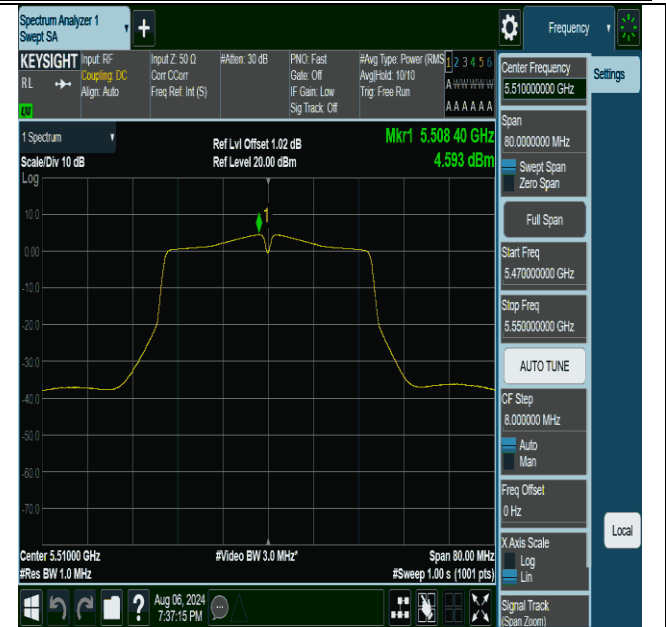 Spectrum Analyzer 1
Swept SA
Frequency
KEYSIGHT
RL
Input: RF
Coupling: DC
Align: Auto
Input Z: 50 Ω
Corr CCorr
Freq Ref: Int (S)
#Atten: 30 dB
PNO: Fast
Gate: Off
IF Gain: Low
Sig Track: Off
#Avg Type: Power (RMS
Avg|Hold: 10/10
Trig: Free Run
1 2 3 4 5 6
A W W W W W
A A A A A A
1 Spectrum
Scale/Div 10 dB
Log
Ref Lvl Offset 1.02 dB
Ref Level 20.00 dBm
Mkr1 5.508 40 GHz
4.593 dBm
1
10.0
0.00
-10.0
-20.0
-30.0
-40.0
-50.0
-60.0
-70.0
Center 5.51000 GHz
#Res BW 1.0 MHz
#Video BW 3.0 MHz*
Span 80.00 MHz
#Sweep 1.00 s (1001 pts)
Aug 06, 2024
7:37:15 PM
Center Frequency
5.510000000 GHz
Settings
Span
80.0000000 MHz
Swept Span
Zero Span
Full Span
Start Freq
5.470000000 GHz
Stop Freq
5.550000000 GHz
AUTO TUNE
CF Step
8.000000 MHz
Auto
Man
Freq Offset
0 Hz
X Axis Scale
Log
Lin
Local
Signal Track
(Span Zoom)